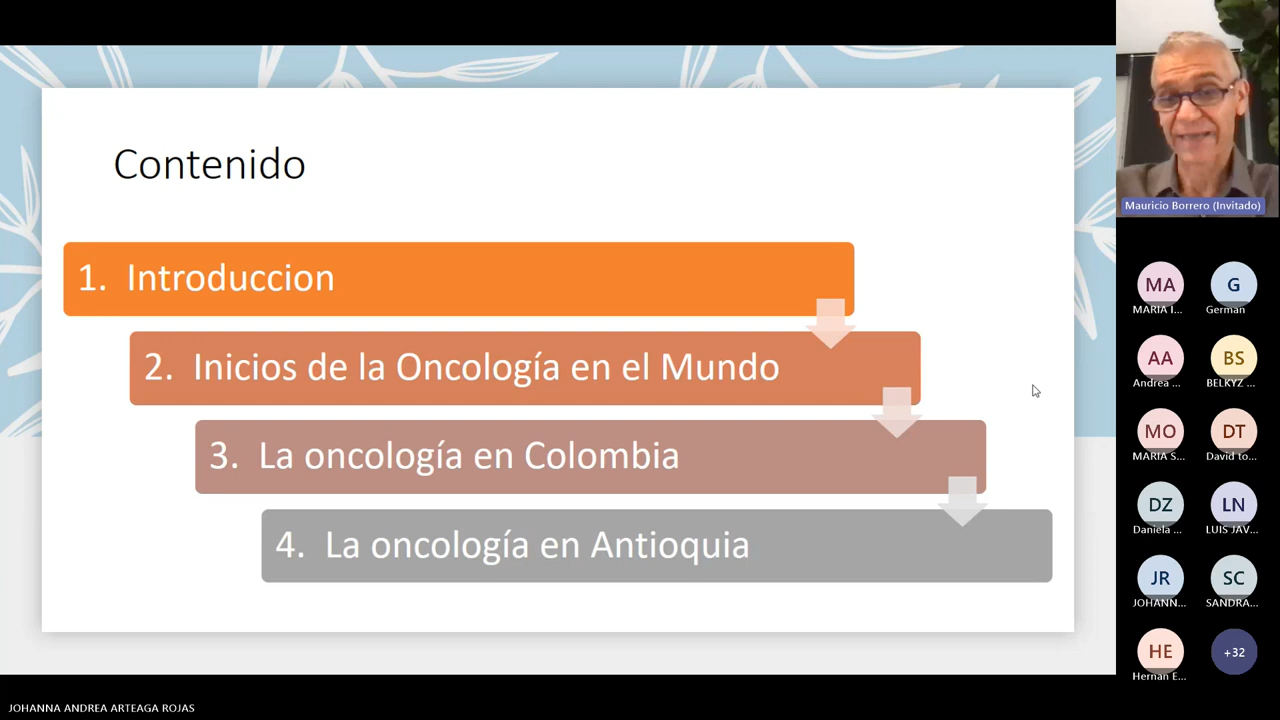 Contenido
1. Introduccion
2. Inicios de la Oncología en el Mundo
3. La oncología en Colombia
4. La oncología en Antioquia
Mauricio Borrero (Invitado)
MA
MARIA I...
G
German
AA
Andrea ...
BS
BELKYZ ...
MO
MARIA S...
DT
David to...
DZ
Daniela ...
LN
LUIS JAV...
JR
JOHANN...
SC
SANDRA...
HE
Hernan E...
+32
JOHANNA ANDREA ARTEAGA ROJAS